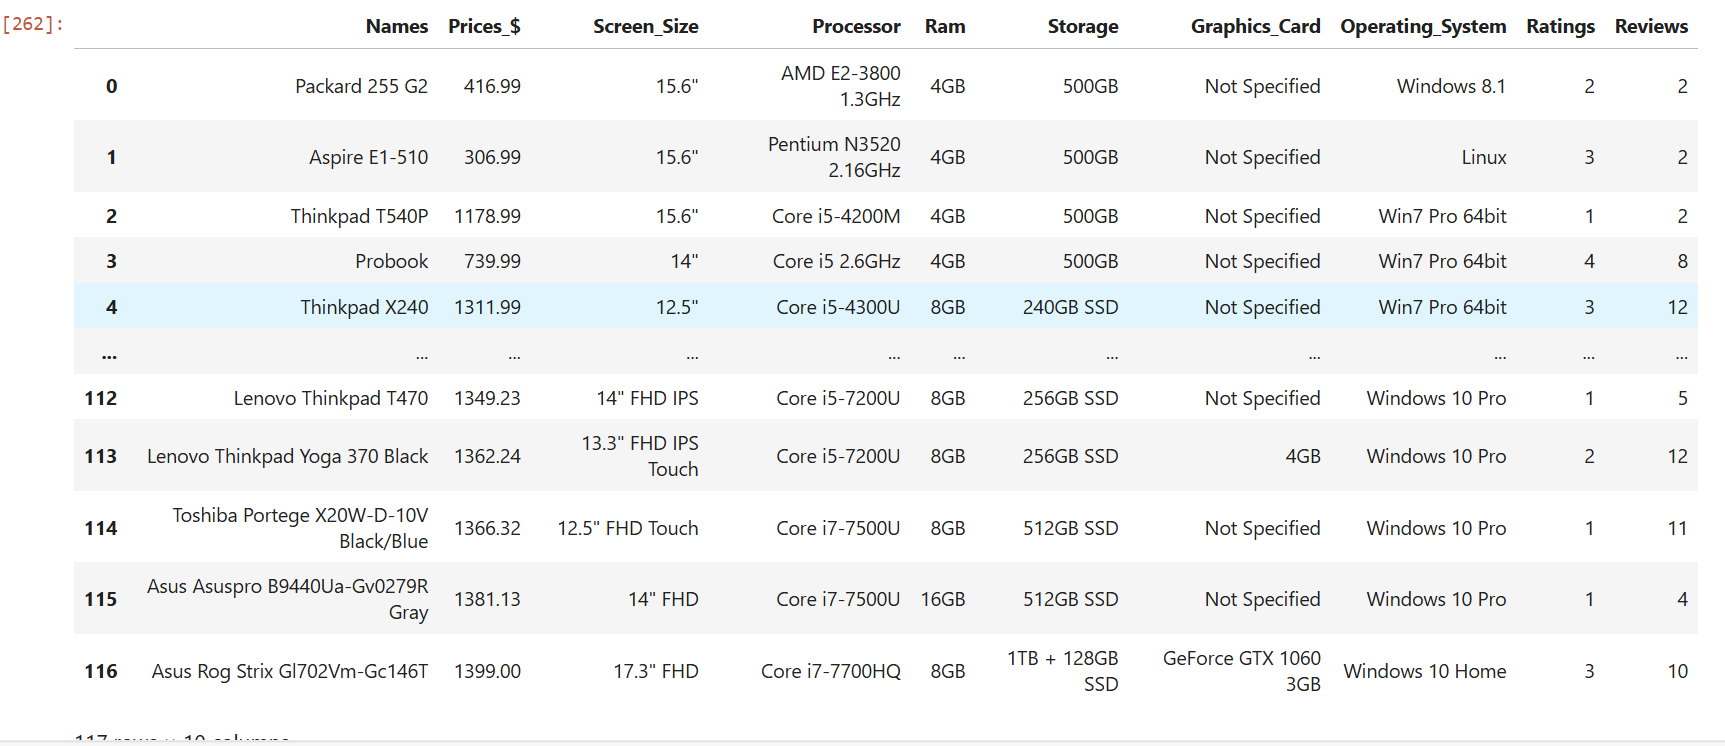 [262]:
Names Prices_$ Screen_Size Processor Ram Storage Graphics_Card Operating_System Ratings Reviews
0 Packard 255 G2 416.99 15.6" AMD E2-3800 1.3GHz 4GB 500GB Not Specified Windows 8.1 2 2
1 Aspire E1-510 306.99 15.6" Pentium N3520 2.16GHz 4GB 500GB Not Specified Linux 3 2
2 Thinkpad T540P 1178.99 15.6" Core i5-4200M 4GB 500GB Not Specified Win7 Pro 64bit 1 2
3 Probook 739.99 14" Core i5 2.6GHz 4GB 500GB Not Specified Win7 Pro 64bit 4 8
4 Thinkpad X240 1311.99 12.5" Core i5-4300U 8GB 240GB SSD Not Specified Win7 Pro 64bit 3 12
... ... ... ... ... ... ... ... ... ... ...
112 Lenovo Thinkpad T470 1349.23 14" FHD IPS Core i5-7200U 8GB 256GB SSD Not Specified Windows 10 Pro 1 5
113 Lenovo Thinkpad Yoga 370 Black 1362.24 13.3" FHD IPS Touch Core i5-7200U 8GB 256GB SSD 4GB Windows 10 Pro 2 12
114 Toshiba Portege X20W-D-10V Black/Blue 1366.32 12.5" FHD Touch Core i7-7500U 8GB 512GB SSD Not Specified Windows 10 Pro 1 11
115 Asus Asuspro B9440Ua-Gv0279R Gray 1381.13 14" FHD Core i7-7500U 16GB 512GB SSD Not Specified Windows 10 Pro 1 4
116 Asus Rog Strix Gl702Vm-Gc146T 1399.00 17.3" FHD Core i7-7700HQ 8GB 1TB + 128GB SSD GeForce GTX 1060 3GB Windows 10 Home 3 10
117 rows × 10 columns